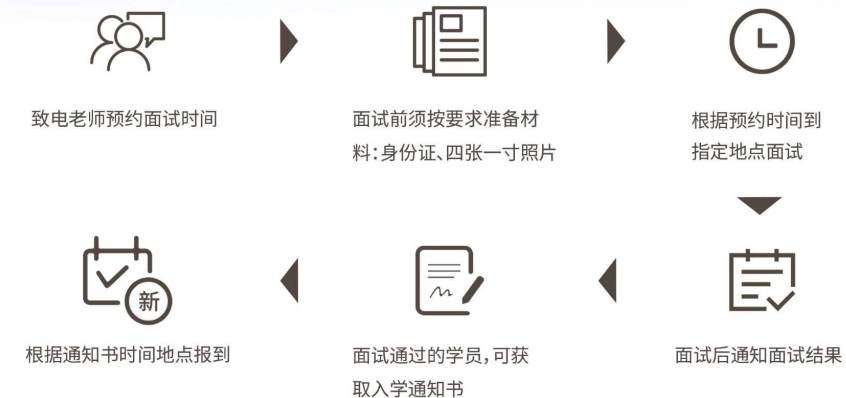 致电老师预约面试时间
面试前须按要求准备材
料：身份证、四张一寸照片
根据预约时间到
指定地点面试
面试后通知面试结果
面试通过的学员，可获
取入学通知书
新
根据通知书时间地点报到